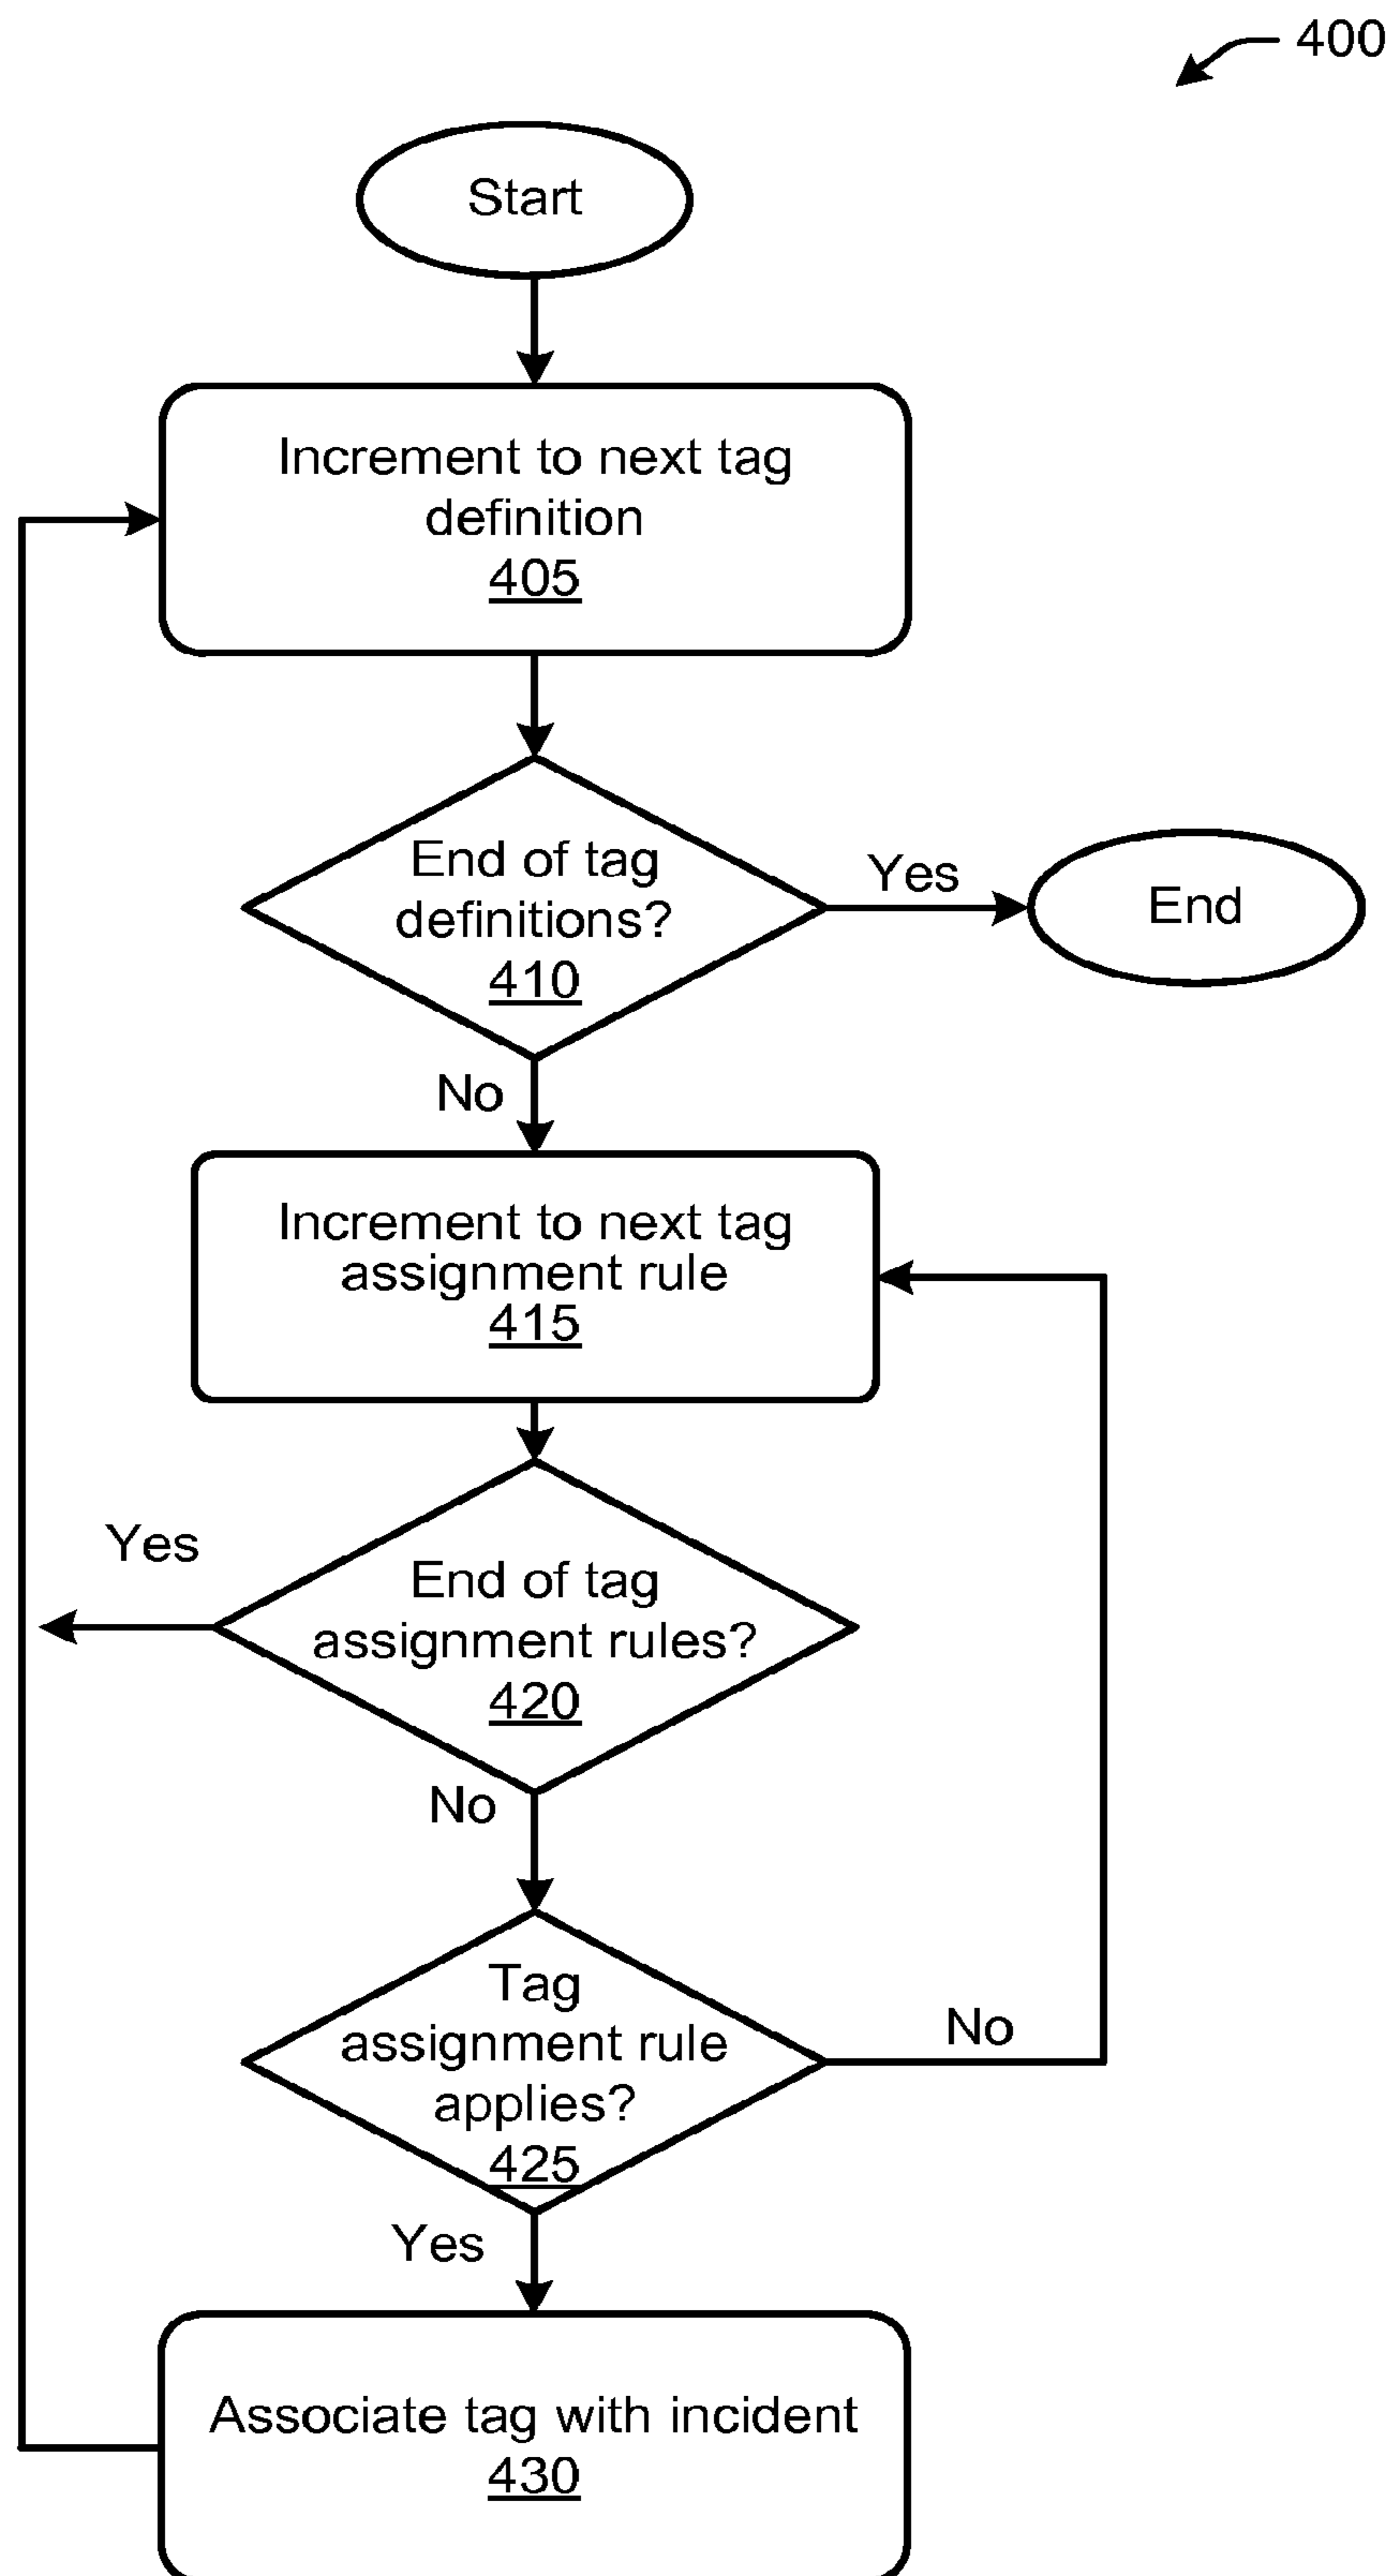 400
Start
Increment to next tag
definition
405
End of tag
definitions?
410
Yes
End
No
Increment to next tag
assignment rule
415
Yes
End of tag
assignment rules?
420
No
Tag
assignment rule
applies?
425
No
Yes
Associate tag with incident
430